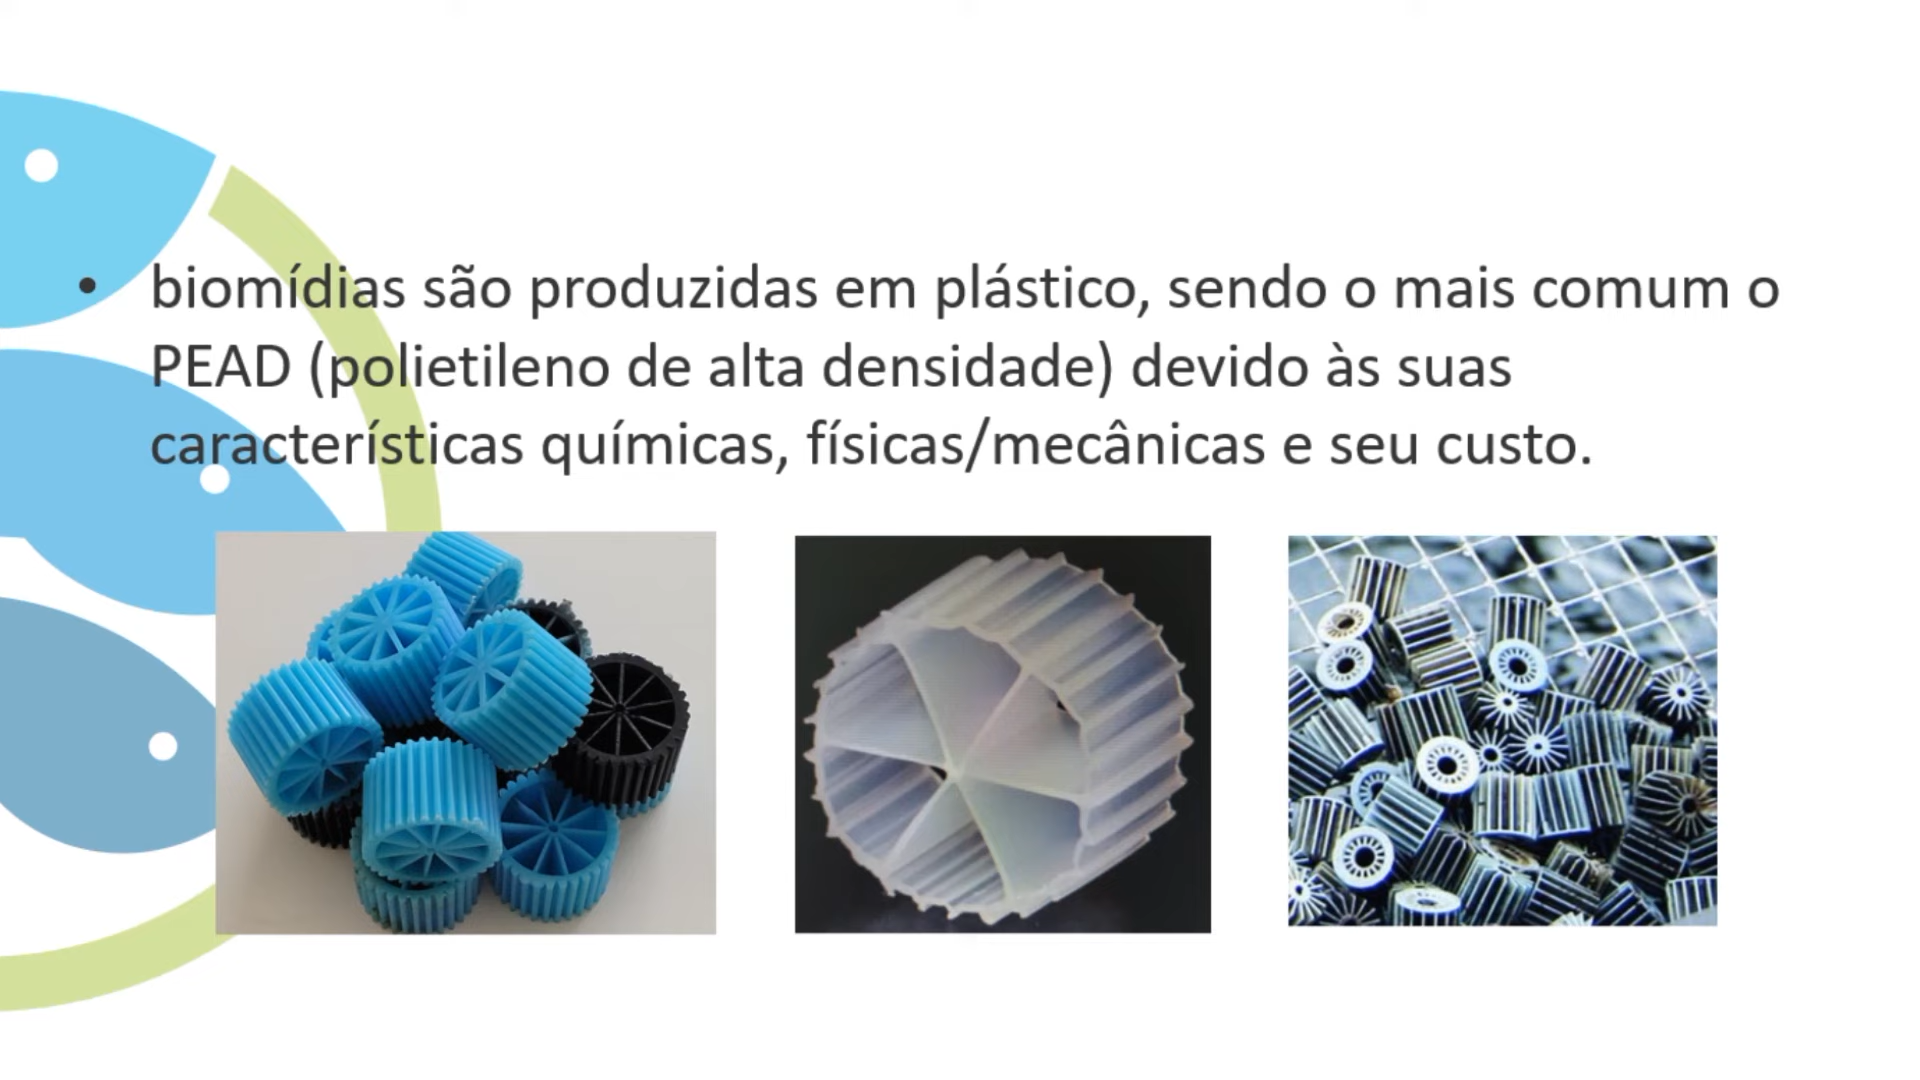 • biomídias são produzidas em plástico, sendo o mais comum o
PEAD (polietileno de alta densidade) devido às suas
características químicas, físicas/mecânicas e seu custo.